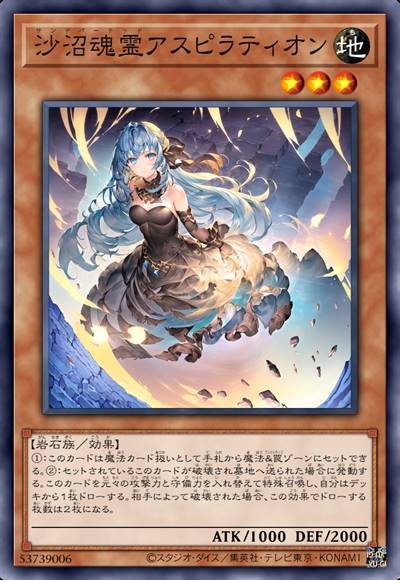 沙沼魂霊アスピラティオン
地
【岩石族／効果】
①：このカードは魔法カード扱いとして手札から魔法&罠ゾーンにセットでき
る。②：セットされているこのカードが破壊され墓地へ送られた場合に発動す
る。このカードを元々の攻撃力と守備力を入れ替えて特殊召喚し、自分はデッ
キから1枚ドローする。相手によって破壊された場合、この効果でドローする
枚数は2枚になる。
ATK/1000 DEF/2000
53739006
©スタジオ・ダイス／集英社・テレビ東京・KONAMI